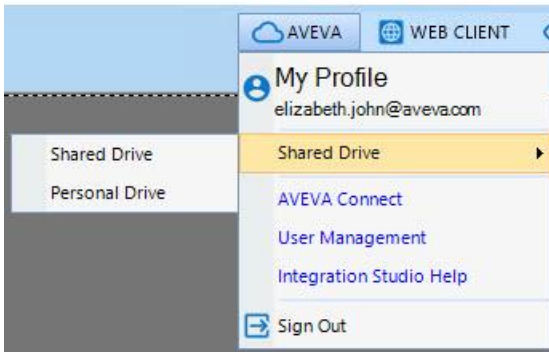 AVEVA WEB CLIENT
My Profile
elizabeth.john@aveva.com
Shared Drive
Shared Drive
Personal Drive
AVEVA Connect
User Management
Integration Studio Help
Sign Out